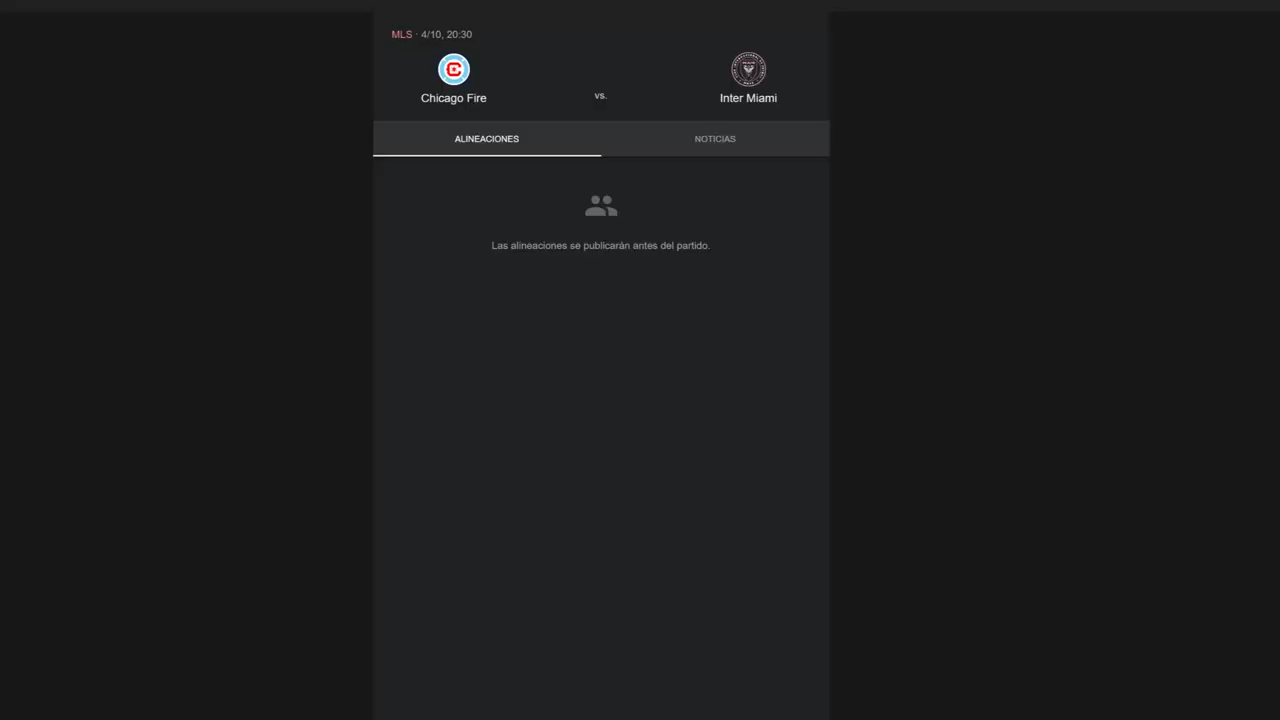 MLS · 4/10, 20:30
Chicago Fire
vs.
Inter Miami
ALINEACIONES
NOTICIAS
Las alineaciones se publicarán antes del partido.